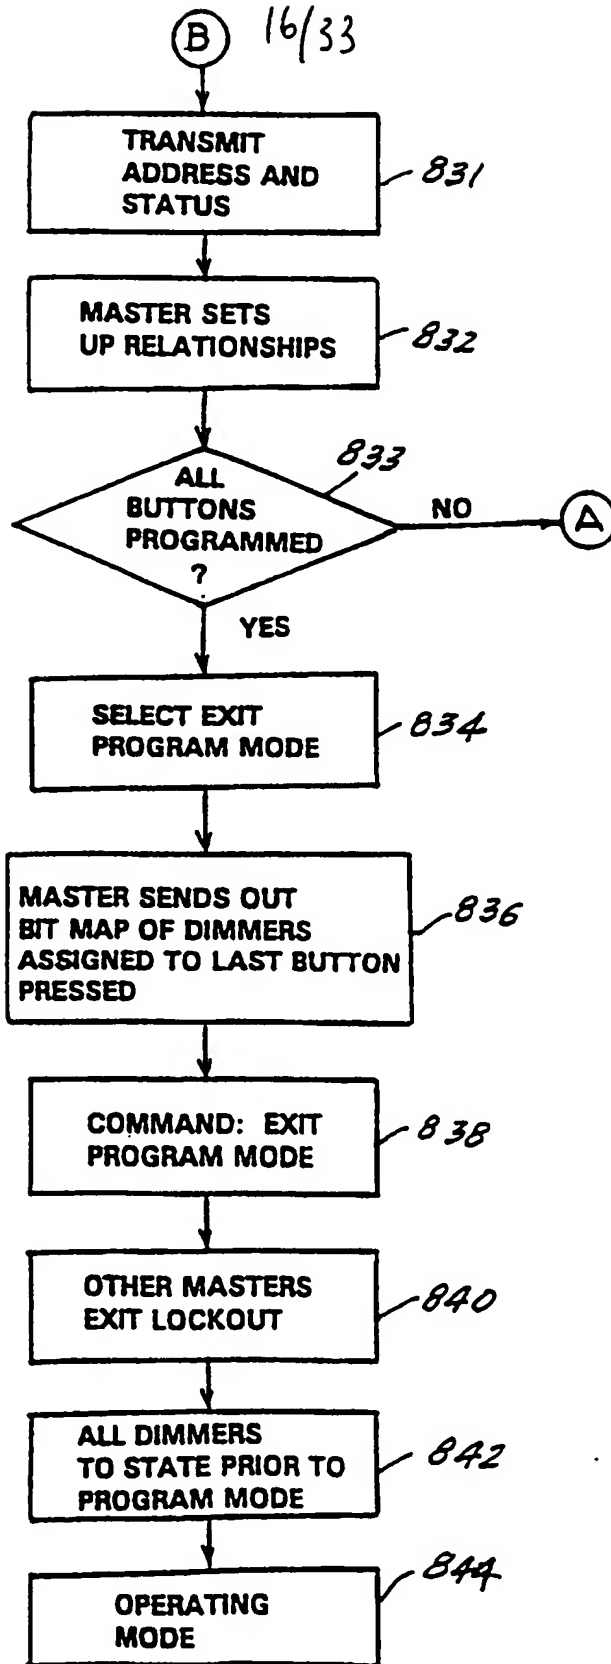 B 16/33
TRANSMIT
ADDRESS AND
STATUS
831
MASTER SETS
UP RELATIONSHIPS
832
833
ALL
BUTTONS
PROGRAMMED
?
NO
A
YES
SELECT EXIT
PROGRAM MODE
834
MASTER SENDS OUT
BIT MAP OF DIMMERS
ASSIGNED TO LAST BUTTON
PRESSED
836
COMMAND: EXIT
PROGRAM MODE
838
OTHER MASTERS
EXIT LOCKOUT
840
ALL DIMMERS
TO STATE PRIOR TO
PROGRAM MODE
842
OPERATING
MODE
844